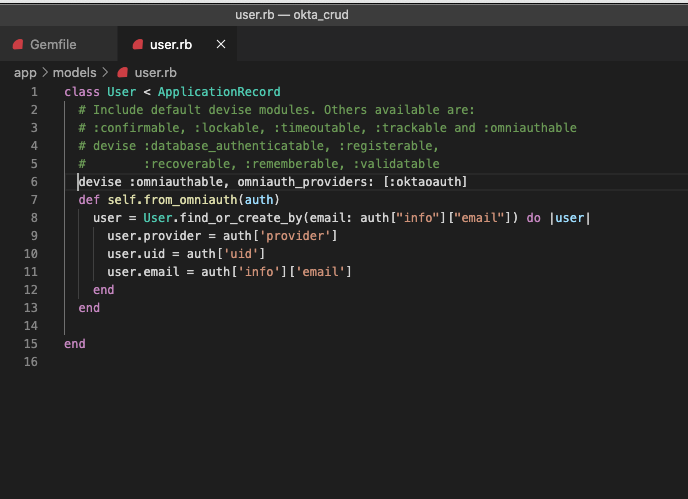 user.rb — okta_crud
Gemfile
user.rb ×
app > models > user.rb
1 class User < ApplicationRecord
2   # Include default devise modules. Others available are:
3   # :confirmable, :lockable, :timeoutable, :trackable and :omniauthable
4   # devise :database_authenticatable, :registerable,
5   #        :recoverable, :rememberable, :validatable
6   devise :omniauthable, omniauth_providers: [:oktaoauth]
7   def self.from_omniauth(auth)
8     user = User.find_or_create_by(email: auth["info"]["email"]) do |user|
9       user.provider = auth['provider']
10       user.uid = auth['uid']
11       user.email = auth['info']['email']
12     end
13   end
14
15 end
16